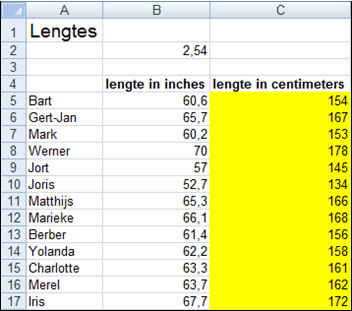 A B C
1 Lengtes
2 2,54
3
4 lengte in inches lengte in centimeters
5 Bart 60,6 154
6 Gert-Jan 65,7 167
7 Mark 60,2 153
8 Werner 70 178
9 Jort 57 145
10 Joris 52,7 134
11 Matthijs 65,3 166
12 Marieke 66,1 168
13 Berber 61,4 156
14 Yolanda 62,2 158
15 Charlotte 63,3 161
16 Merel 63,7 162
17 Iris 67,7 172